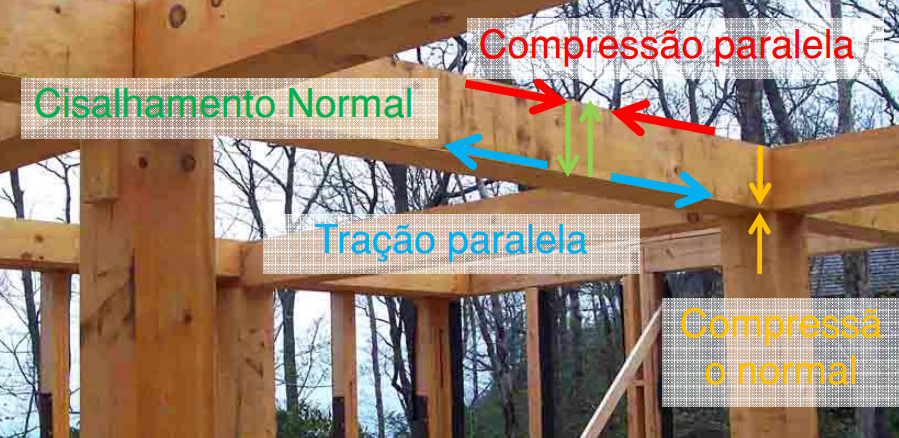 Compressão paralela
Cisalhamento Normal
Tração paralela
Compressã
o normal